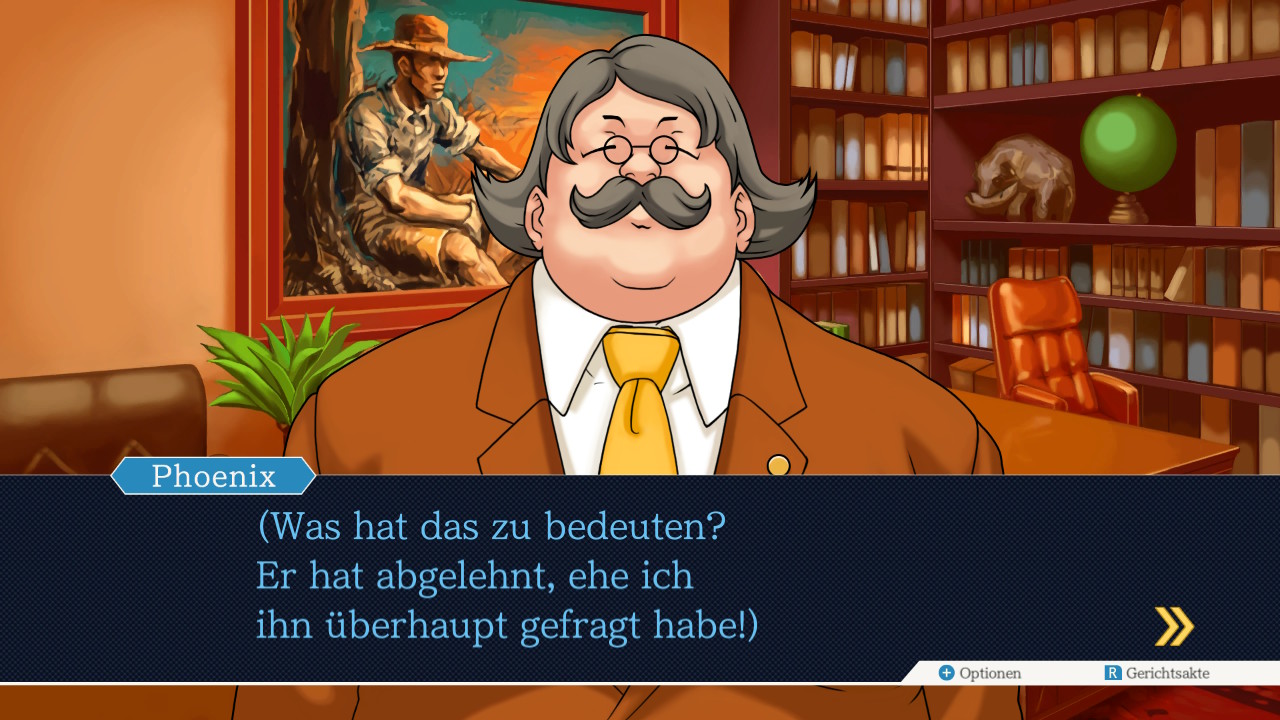 Phoenix
(Was hat das zu bedeuten?
Er hat abgelehnt, ehe ich
ihn überhaupt gefragt habe!)
+ Optionen
R Gerichtsakte